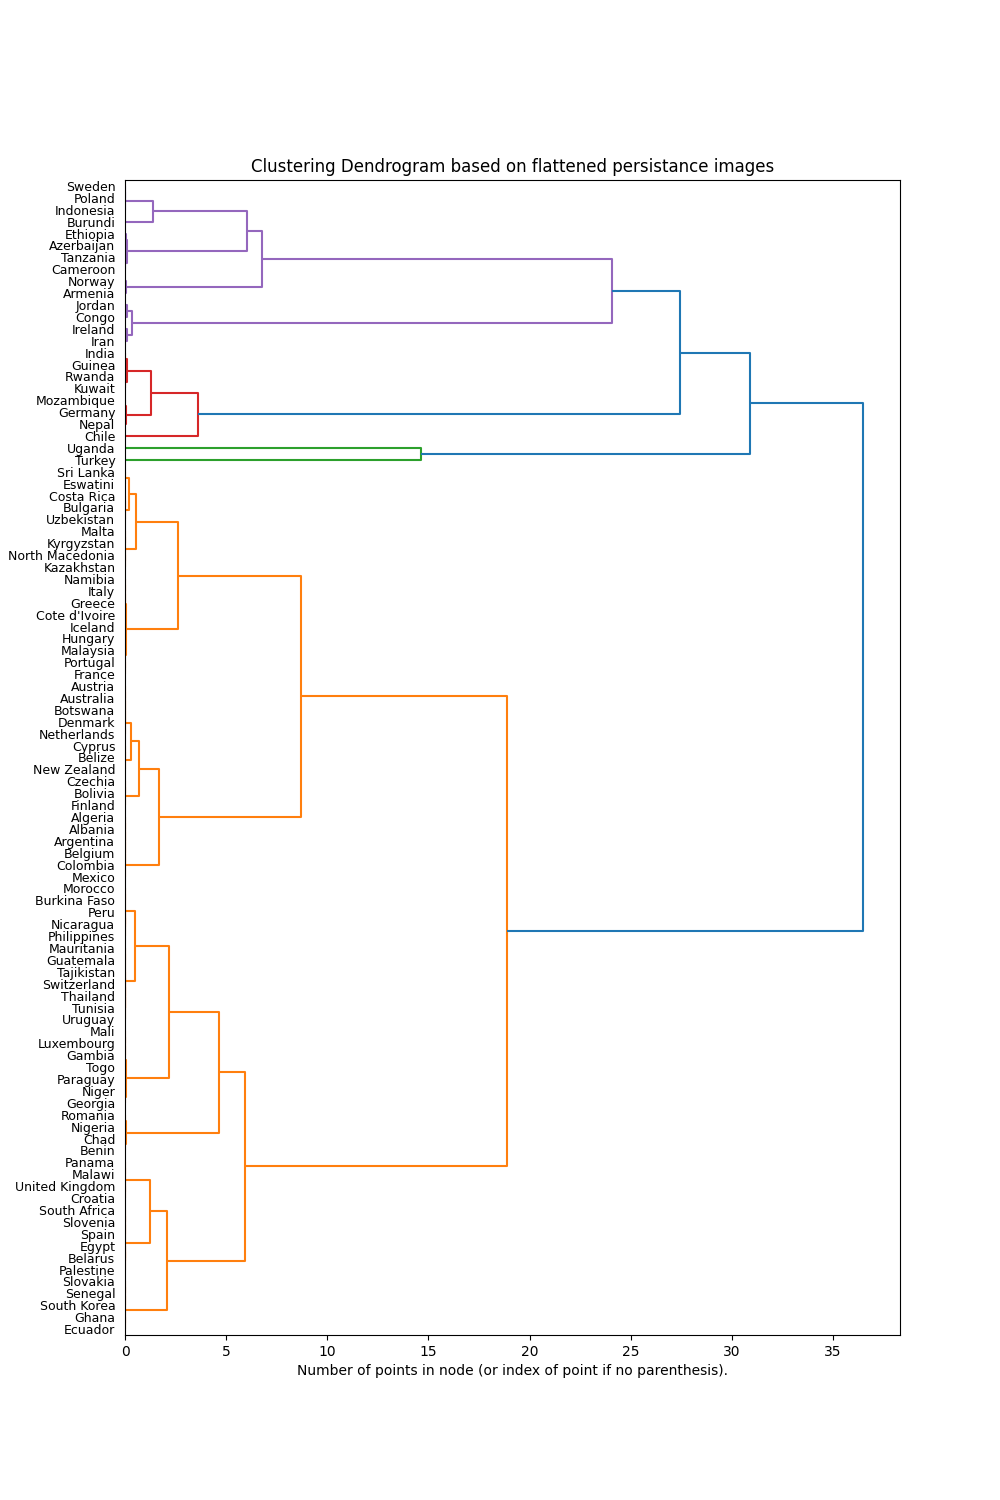 Clustering Dendrogram based on flattened persistance images
Sweden
Poland
Indonesia
Burundi
Ethiopia
Azerbaijan
Tanzania
Cameroon
Norway
Armenia
Jordan
Congo
Ireland
Iran
India
Guinea
Rwanda
Kuwait
Mozambique
Germany
Nepal
Chile
Uganda
Turkey
Sri Lanka
Eswatini
Costa Rica
Bulgaria
Uzbekistan
Malta
Kyrgyzstan
North Macedonia
Kazakhstan
Namibia
Italy
Greece
Cote d'Ivoire
Iceland
Hungary
Malaysia
Portugal
France
Austria
Australia
Botswana
Denmark
Netherlands
Cyprus
Belize
New Zealand
Czechia
Bolivia
Finland
Algeria
Albania
Argentina
Belgium
Colombia
Mexico
Morocco
Burkina Faso
Peru
Nicaragua
Philippines
Mauritania
Guatemala
Tajikistan
Switzerland
Thailand
Tunisia
Uruguay
Mali
Luxembourg
Gambia
Togo
Paraguay
Niger
Georgia
Romania
Nigeria
Chad
Benin
Panama
Malawi
United Kingdom
Croatia
South Africa
Slovenia
Spain
Egypt
Belarus
Palestine
Slovakia
Senegal
South Korea
Ghana
Ecuador
0 5 10 15 20 25 30 35
Number of points in node (or index of point if no parenthesis).